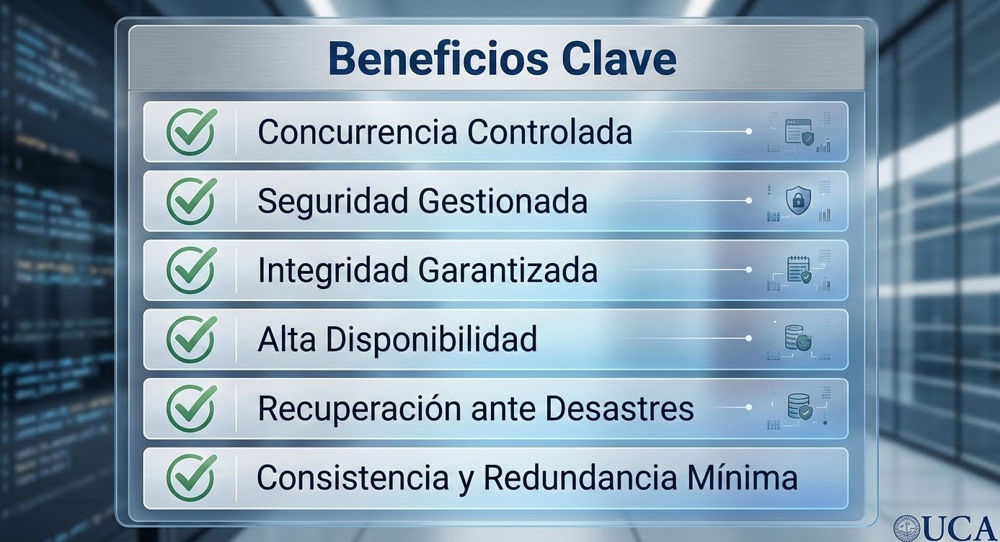 Beneficios Clave
Concurrencia Controlada
Seguridad Gestionada
Integridad Garantizada
Alta Disponibilidad
Recuperación ante Desastres
Consistencia y Redundancia Mínima
UCA